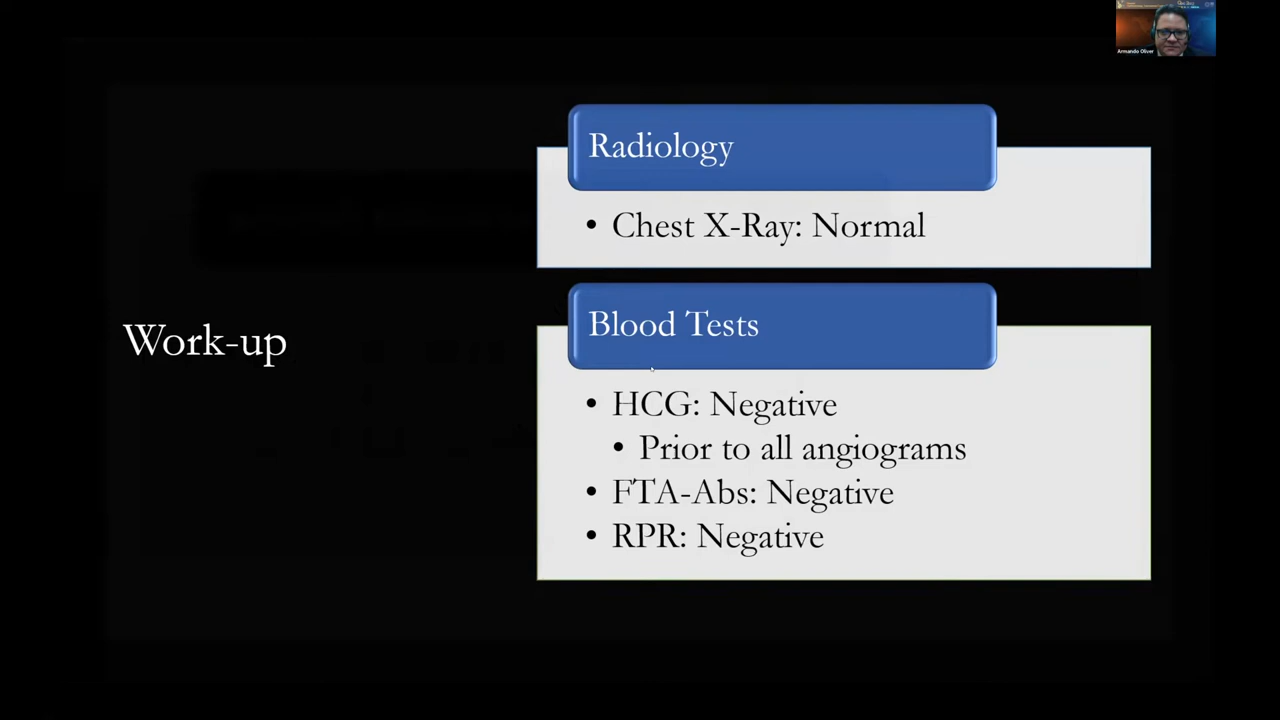 Armando Oliver
Radiology
• Chest X-Ray: Normal
Work-up
Blood Tests
• HCG: Negative
• Prior to all angiograms
• FTA-Abs: Negative
• RPR: Negative